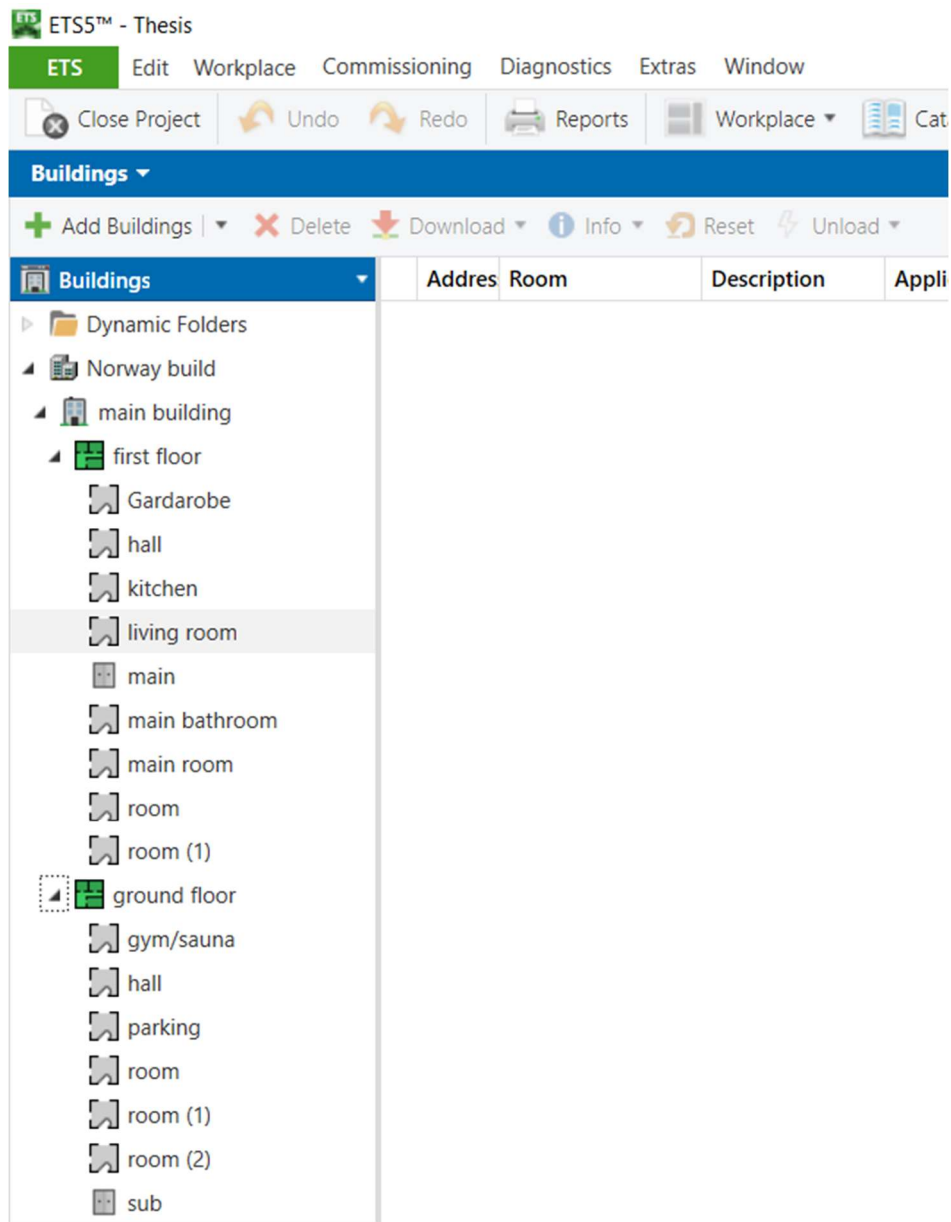 ETS ETS5™ - Thesis
ETS Edit Workplace Commissioning Diagnostics Extras Window
Close Project Undo Redo Reports Workplace Cat
Buildings
Add Buildings Delete Download Info Reset Unload
Buildings Addres Room Description Appli
Dynamic Folders
Norway build
main building
first floor
Gardarobe
hall
kitchen
living room
main
main bathroom
main room
room
room (1)
ground floor
gym/sauna
hall
parking
room
room (1)
room (2)
sub